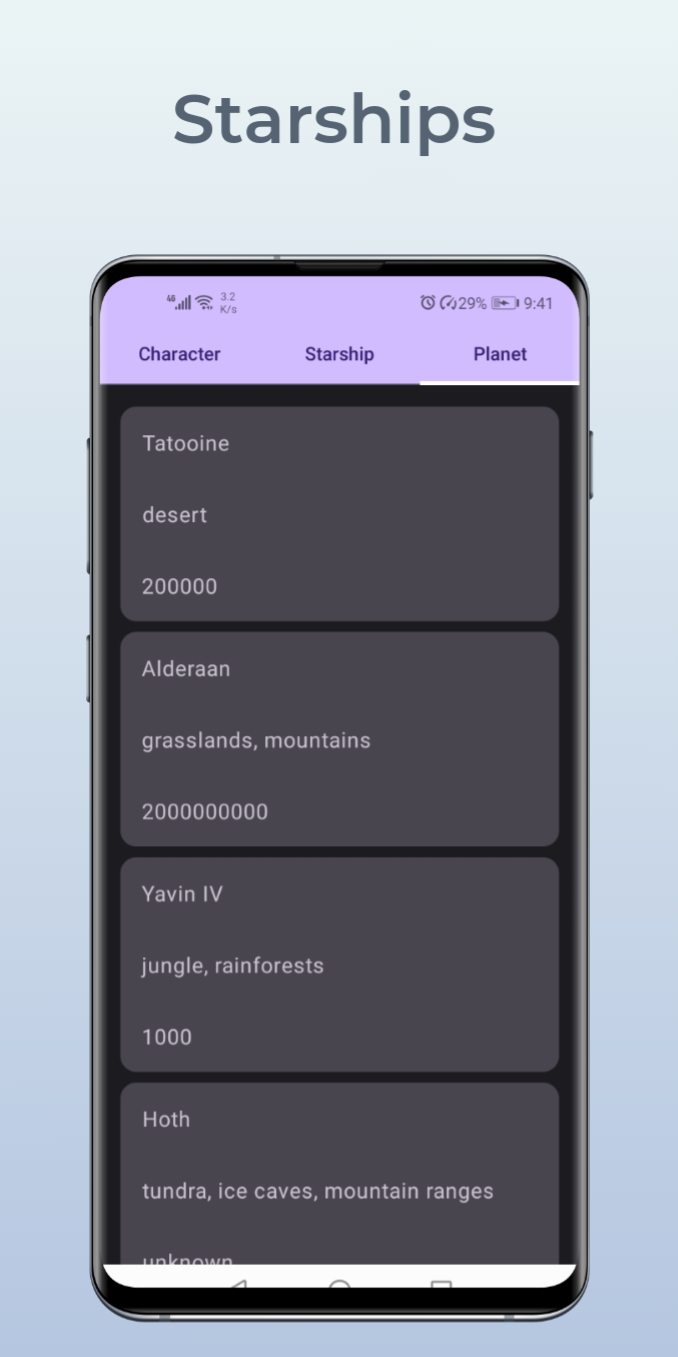 Starships
4G 3.2 K/s 29% 9:41
Character Starship Planet
Tatooine
desert
200000
Alderaan
grasslands, mountains
2000000000
Yavin IV
jungle, rainforests
1000
Hoth
tundra, ice caves, mountain ranges
unknown